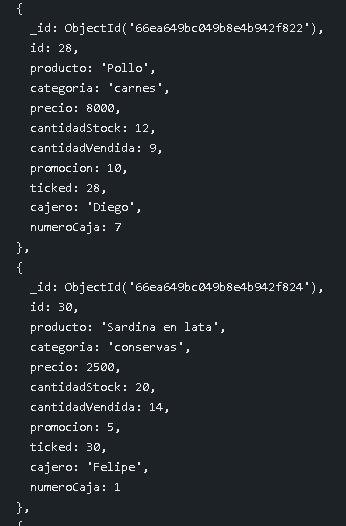 {
_id: ObjectId('66ea649bc049b8e4b942f822'),
id: 28,
producto: 'Pollo',
categoria: 'carnes',
precio: 8000,
cantidadStock: 12,
cantidadVendida: 9,
promocion: 10,
ticked: 28,
cajero: 'Diego',
numeroCaja: 7
},
{
_id: ObjectId('66ea649bc049b8e4b942f824'),
id: 30,
producto: 'Sardina en lata',
categoria: 'conservas',
precio: 2500,
cantidadStock: 20,
cantidadVendida: 14,
promocion: 5,
ticked: 30,
cajero: 'Felipe',
numeroCaja: 1
},
{